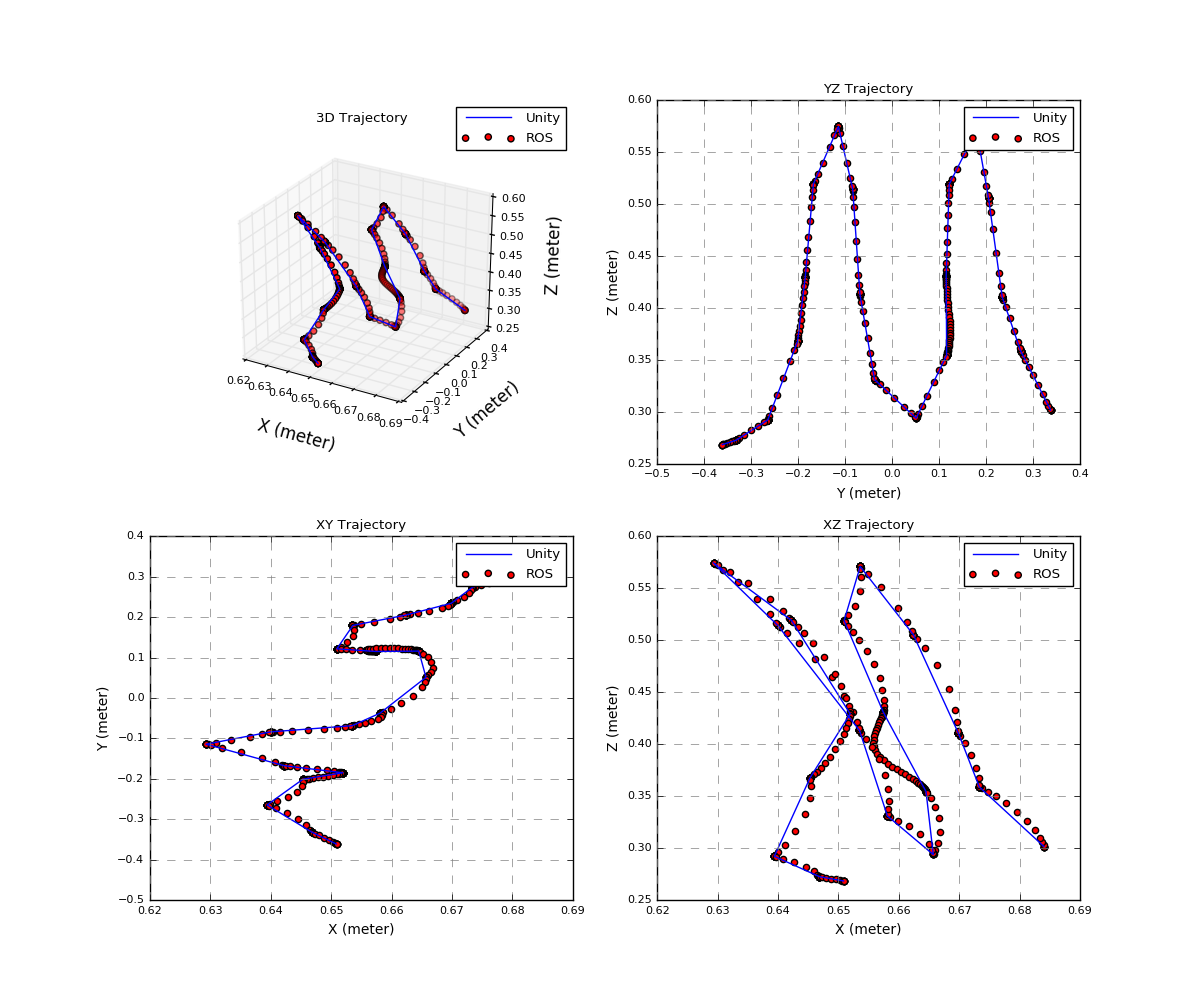 3D Trajectory
Unity
ROS
0.60
0.55
0.50
0.45
0.40
0.35
0.30
0.25
Z (meter)
0.4
0.3
0.2
0.1
0.0
−0.1
−0.2
−0.3
−0.4
Y (meter)
0.62 0.63 0.64 0.65 0.66 0.67 0.68 0.69
X (meter)
YZ Trajectory
Unity
ROS
0.60
0.55
0.50
0.45
0.40
0.35
0.30
0.25
Z (meter)
−0.5 −0.4 −0.3 −0.2 −0.1 0.0 0.1 0.2 0.3 0.4
Y (meter)
XY Trajectory
Unity
ROS
0.4
0.3
0.2
0.1
0.0
−0.1
−0.2
−0.3
−0.4
−0.5
Y (meter)
0.62 0.63 0.64 0.65 0.66 0.67 0.68 0.69
X (meter)
XZ Trajectory
Unity
ROS
0.60
0.55
0.50
0.45
0.40
0.35
0.30
0.25
Z (meter)
0.62 0.63 0.64 0.65 0.66 0.67 0.68 0.69
X (meter)